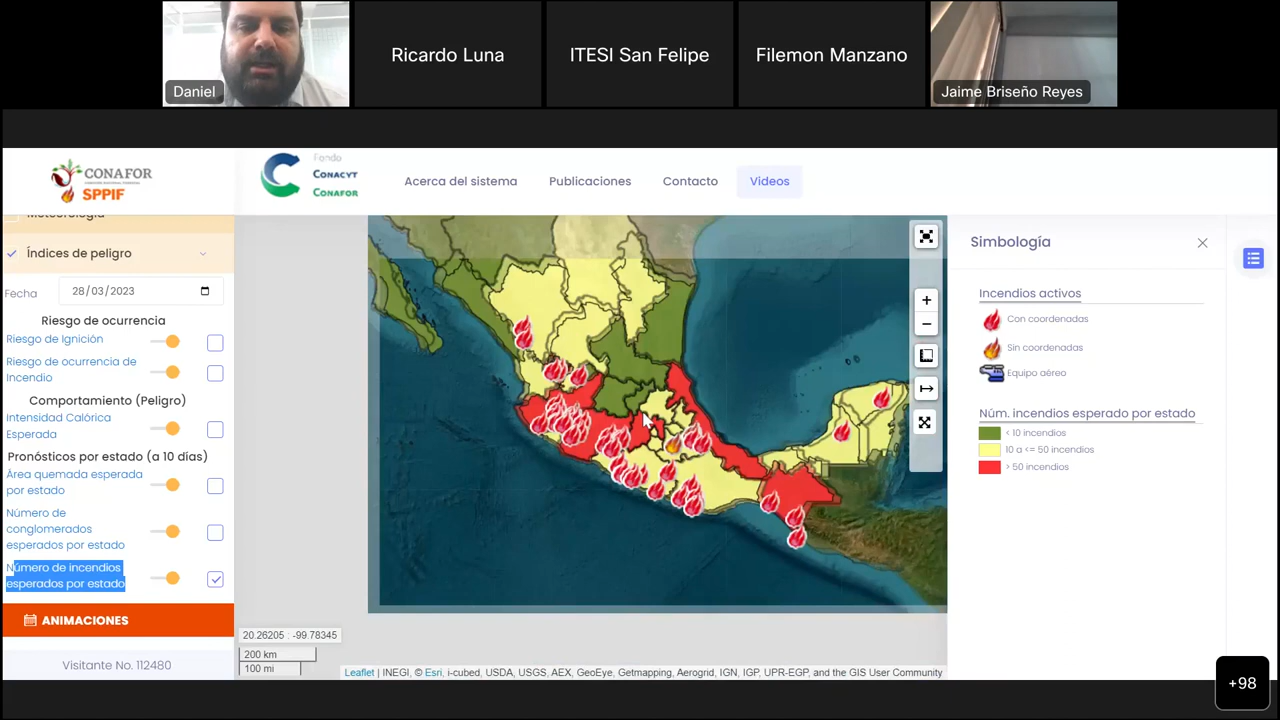 Ricardo Luna
ITESI San Felipe
Filemon Manzano
Daniel
Jaime Briseño Reyes
CONAFOR
SPPIF
Fondo
CONACYT
CONAFOR
Acerca del sistema
Publicaciones
Contacto
Videos
Meteorología
Índices de peligro
Fecha
28/03/2023
Riesgo de ocurrencia
Riesgo de Ignición
Riesgo de ocurrencia de
Incendio
Comportamiento (Peligro)
Intensidad Calórica
Esperada
Pronósticos por estado (a 10 días)
Área quemada esperada
por estado
Número de
conglomerados
esperados por estado
Número de incendios
esperados por estado
ANIMACIONES
Visitante No. 112480
+
−
20.26205 : -99.78345
200 km
100 mi
Leaflet | INEGI, © Esri, i-cubed, USDA, USGS, AEX, GeoEye, Getmapping, Aerogrid, IGN, IGP, UPR-EGP, and the GIS User Community
Simbología
Incendios activos
Con coordenadas
Sin coordenadas
Equipo aéreo
Núm. incendios esperado por estado
< 10 incendios
10 a <= 50 incendios
> 50 incendios
+98